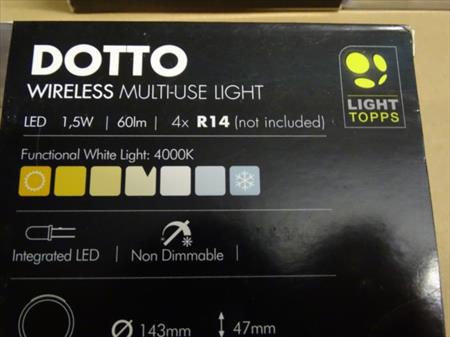 DOTTO
WIRELESS MULTI-USE LIGHT
LED | 1,5W | 60lm | 4x R14 (not included)
LIGHT
TOPPS
Functional White Light: 4000K
Integrated LED | Non Dimmable
Ø 143mm 47mm